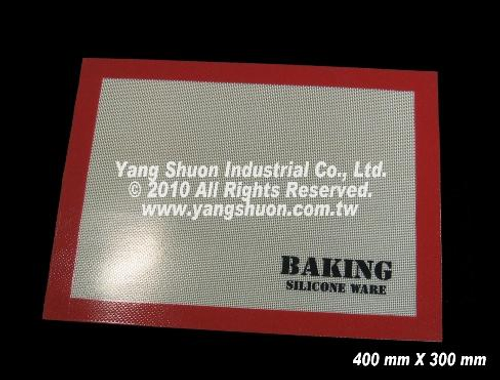 Yang Shuon Industrial Co., Ltd.
© 2010 All Rights Reserved.
www.yangshuon.com.tw
BAKING
SILICONE WARE
400 mm X 300 mm